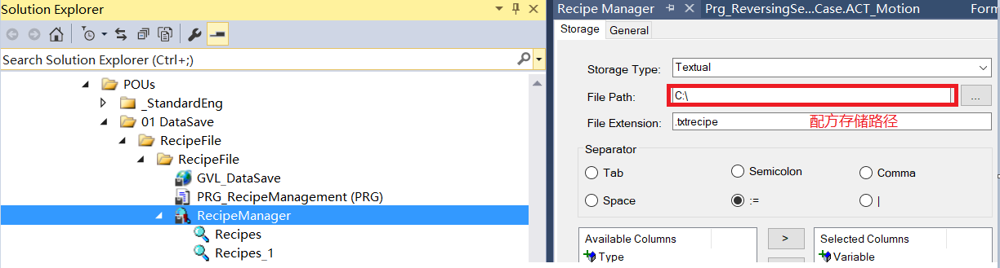 Solution Explorer
Search Solution Explorer (Ctrl+;)
POUs
_StandardEng
01 DataSave
RecipeFile
RecipeFile
GVL_DataSave
PRG_RecipeManagement (PRG)
RecipeManager
Recipes
Recipes_1
Recipe Manager
Prg_ReversingSe...Case.ACT_Motion
Form
Storage
General
Storage Type:
Textual
File Path:
C:\
...
File Extension:
.txtrecipe
配方存储路径
Separator
Tab
Semicolon
Comma
Space
:=
|
Available Columns
>
Selected Columns
Type
Variable